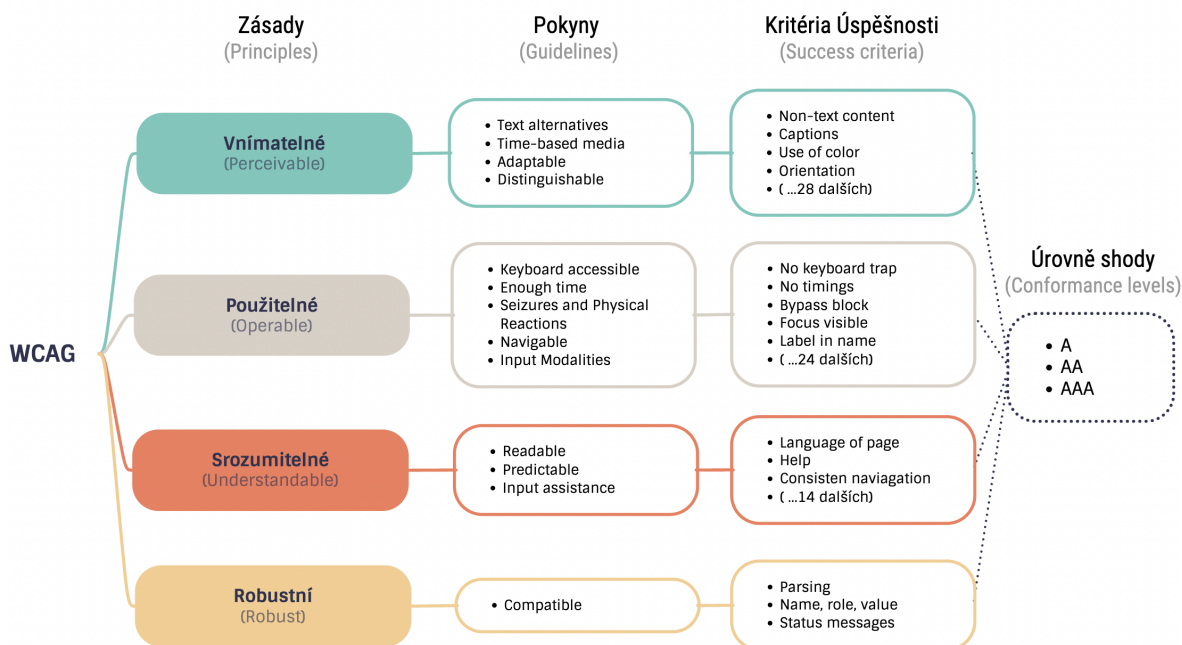 Zásady
(Principles)
Pokyny
(Guidelines)
Kritéria Úspěšnosti
(Success criteria)
Vnímatelné
(Perceivable)
• Text alternatives
• Time-based media
• Adaptable
• Distinguishable
• Non-text content
• Captions
• Use of color
• Orientation
• ( ...28 dalších)
Použitelné
(Operable)
• Keyboard accessible
• Enough time
• Seizures and Physical
Reactions
• Navigable
• Input Modalities
• No keyboard trap
• No timings
• Bypass block
• Focus visible
• Label in name
• ( ...24 dalších)
Úrovně shody
(Conformance levels)
• A
• AA
• AAA
WCAG
Srozumitelné
(Understandable)
• Readable
• Predictable
• Input assistance
• Language of page
• Help
• Consisten naviagation
• ( ...14 dalších)
Robustní
(Robust)
• Compatible
• Parsing
• Name, role, value
• Status messages